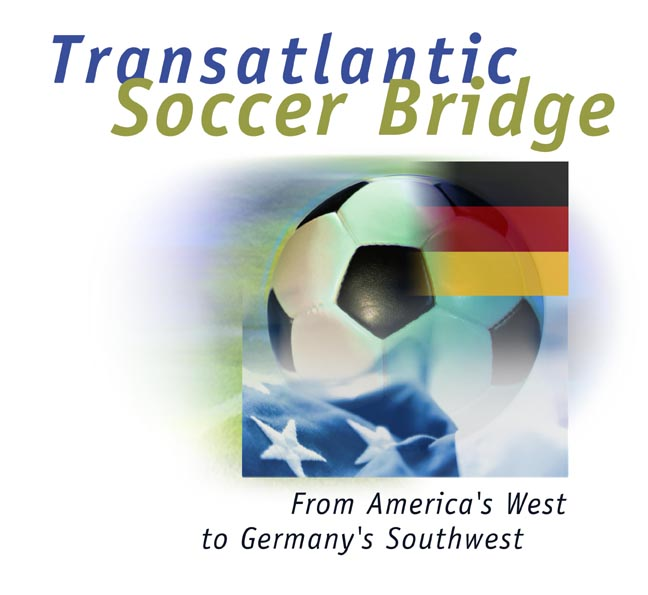 Transatlantic
Soccer Bridge
From America's West
to Germany's Southwest